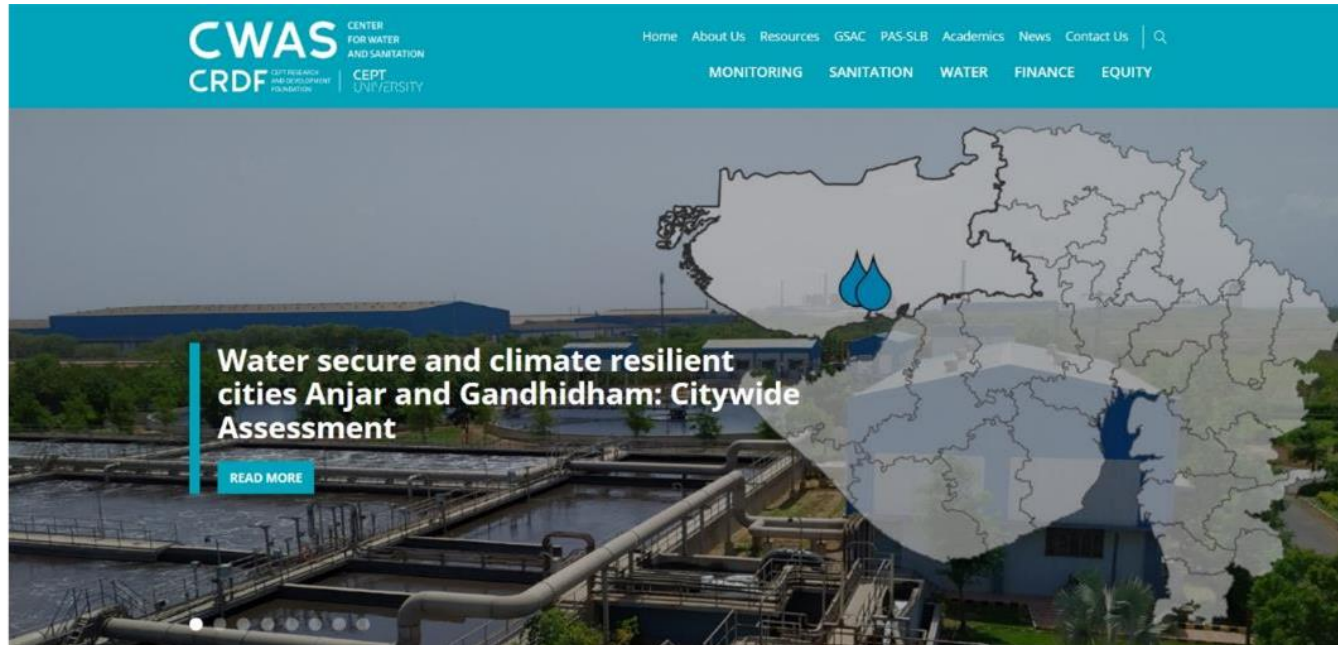 CWAS
CENTER
FOR WATER
AND SANITATION
CRDF
CEPT RESEARCH
AND DEVELOPMENT
FOUNDATION
CEPT
UNIVERSITY
Home About Us Resources GSAC PAS-SLB Academics News Contact Us
MONITORING SANITATION WATER FINANCE EQUITY
Water secure and climate resilient
cities Anjar and Gandhidham: Citywide
Assessment
READ MORE